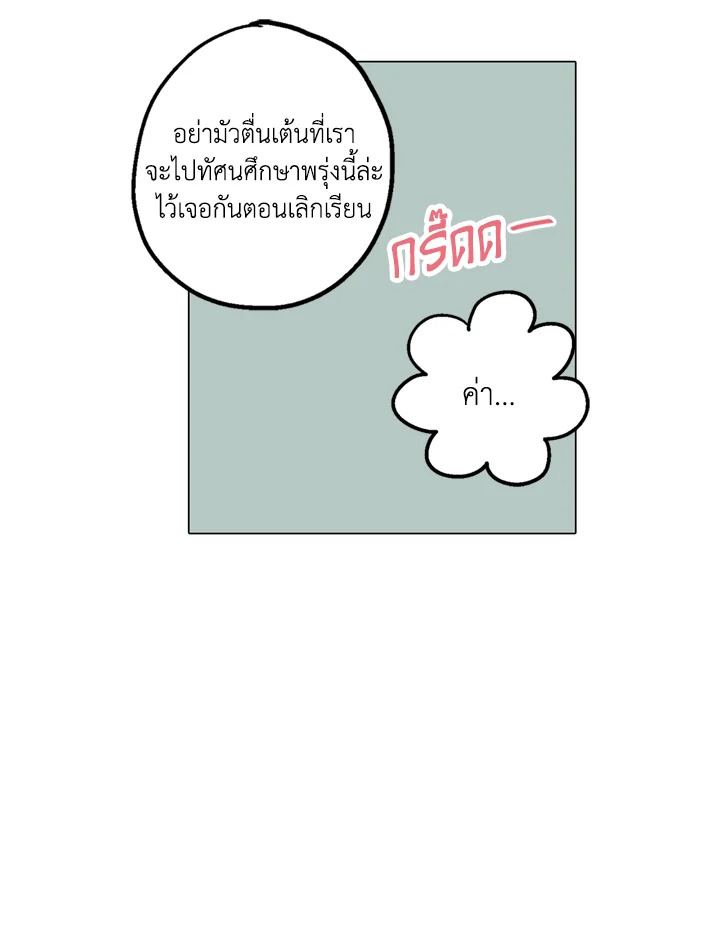 อย่ามัวตื่นเต้นที่เรา
จะไปทัศนศึกษาพรุ่งนี้ล่ะ
ไว้เจอกันตอนเลิกเรียน
กรี๊ดด—
ค่า...